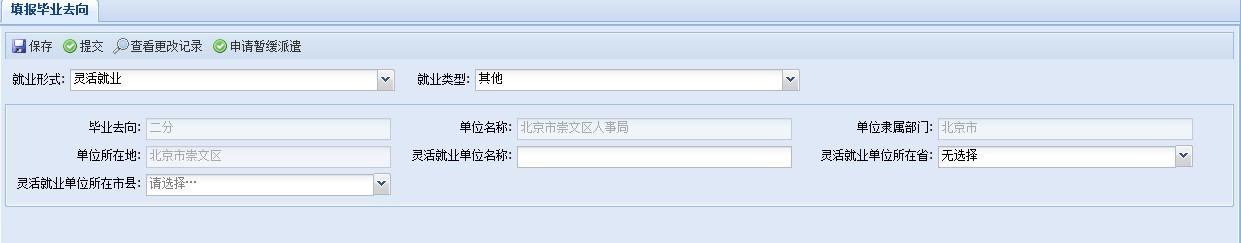 填报毕业去向
保存 提交 查看更改记录 申请暂缓派遣
就业形式: 灵活就业 就业类型: 其他
毕业去向: 二分 单位名称: 北京市崇文区人事局 单位隶属部门: 北京市
单位所在地: 北京市崇文区 灵活就业单位名称: 灵活就业单位所在省: 无选择
灵活就业单位所在市县: 请选择…